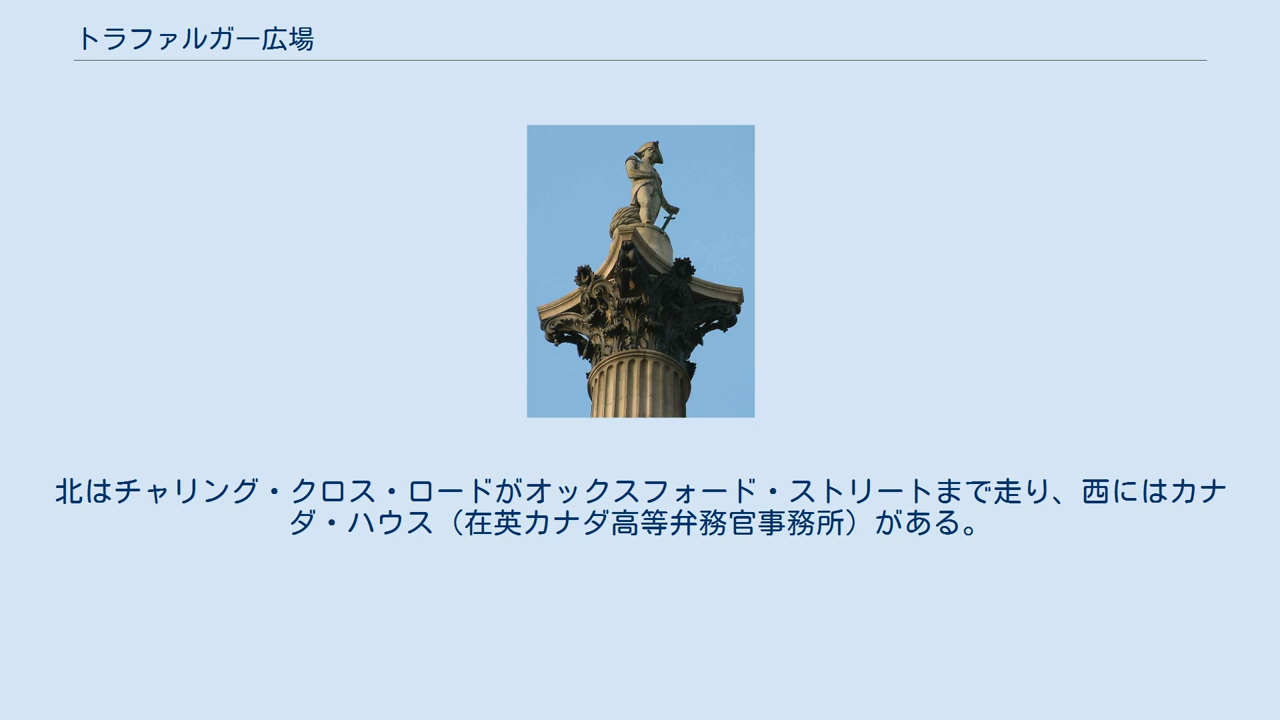 トラファルガー広場
北はチャリング・クロス・ロードがオックスフォード・ストリートまで走り、西にはカナ
ダ・ハウス（在英カナダ高等弁務官事務所）がある。